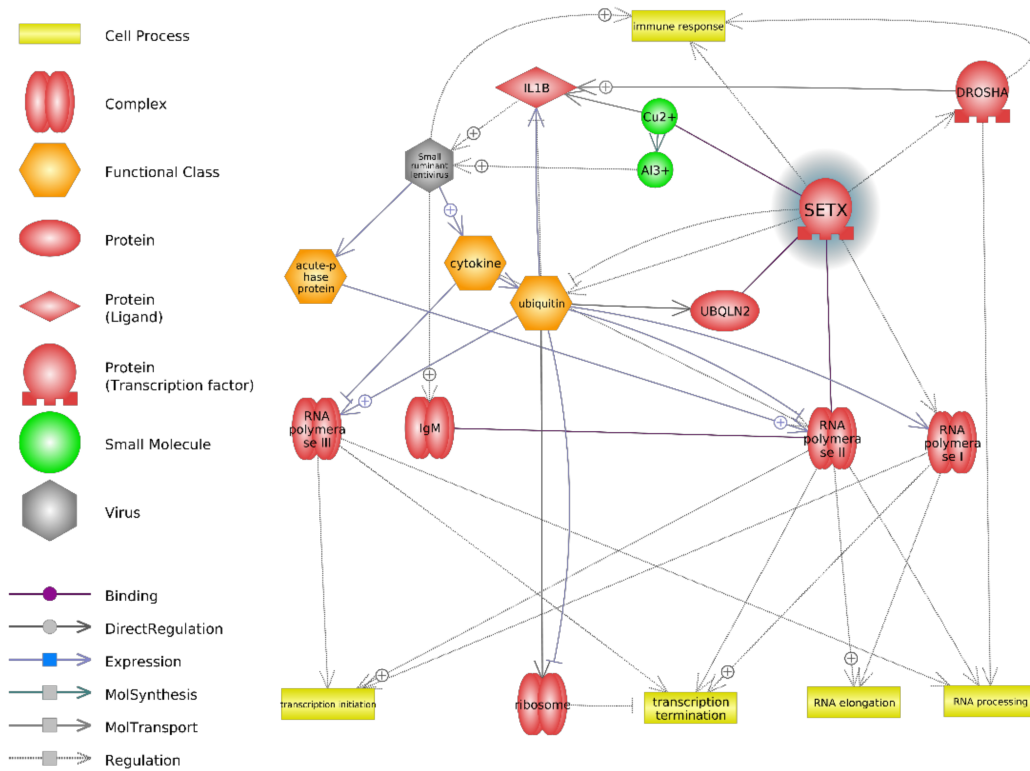 Cell Process
Complex
Functional Class
Protein
Protein
(Ligand)
Protein
(Transcription factor)
Small Molecule
Virus
Binding
DirectRegulation
Expression
MolSynthesis
MolTransport
Regulation
immune response
IL1B
DROSHA
Cu2+
Small
ruminant
entivirus
Al3+
SETX
acute-p
hase
protein
cytokine
ubiquitin
UBQLN2
RNA
polymera
se III
IgM
RNA
polymera
se II
RNA
polymera
se I
transcription initiation
ribosome
transcription
termination
RNA elongation
RNA processing